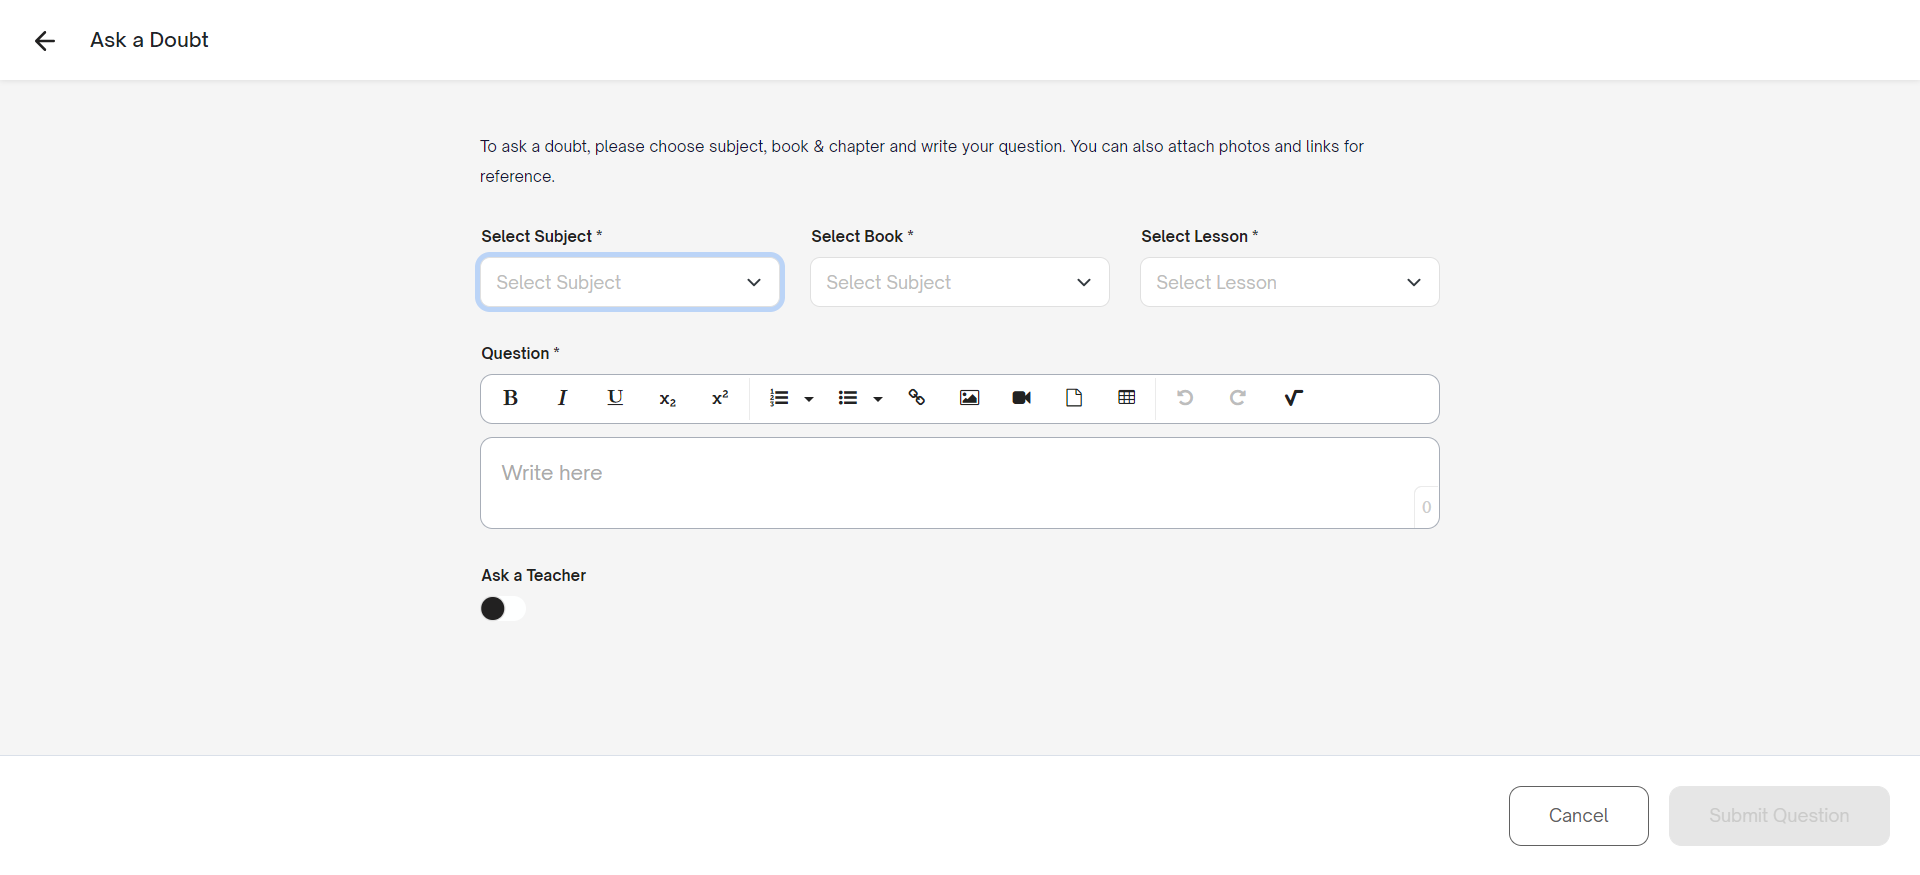 Ask a Doubt
To ask a doubt, please choose subject, book & chapter and write your question. You can also attach photos and links for
reference.
Select Subject *
Select Book *
Select Lesson *
Select Subject
Select Subject
Select Lesson
Question *
B I U x₂ x²
Write here
0
Ask a Teacher
Cancel
Submit Question